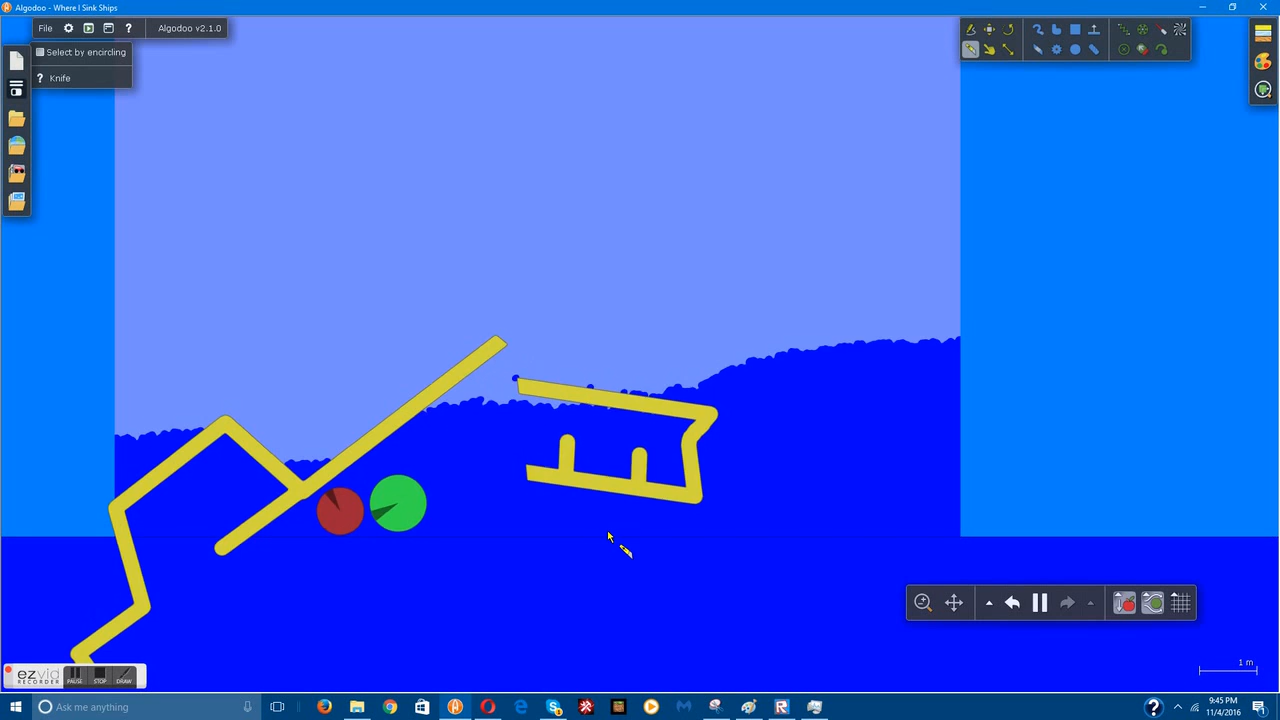 Algodoo - Where I Sink Ships
File
?
Algodoo v2.1.0
Select by encircling
? Knife
1 m
ezvid
RECORDER
PAUSE
STOP
DRAW
Ask me anything
9:45 PM
11/4/2016